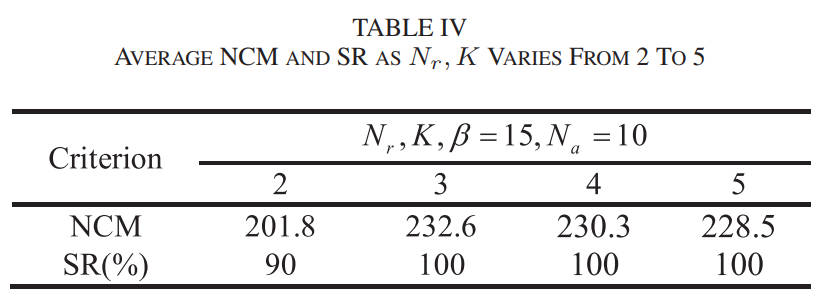 TABLE IV
AVERAGE NCM AND SR AS N_r, K VARIES FROM 2 TO 5
Criterion
N_r, K, β = 15, N_a = 10
2 3 4 5
NCM 201.8 232.6 230.3 228.5
SR(%) 90 100 100 100